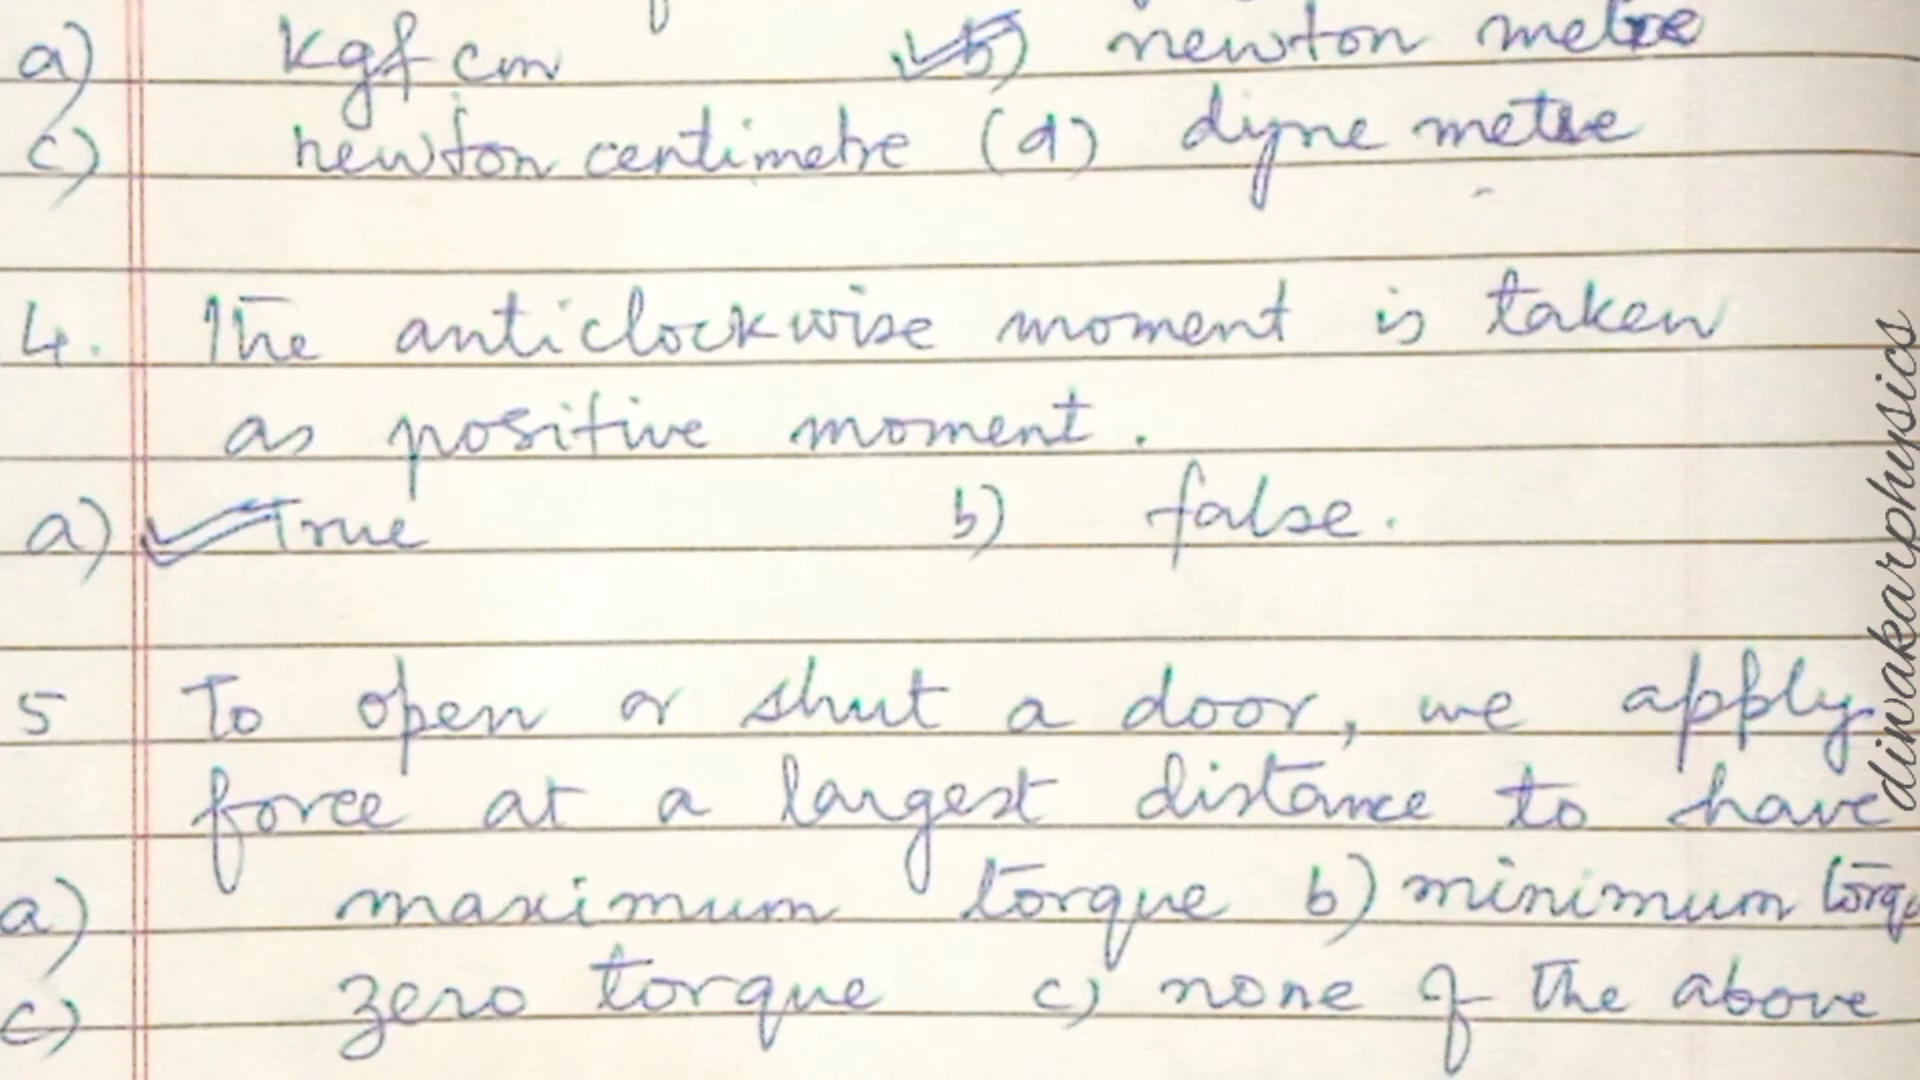 a) kgf cm b) newton metre
c) newton centimetre (d) dyne metre
4. The anticlockwise moment is taken
as positive moment.
a) True b) false.
5 To open or shut a door, we apply
force at a largest distance to have
a) maximum torque b) minimum torqu
c) zero torque c) none of the above
diwakarphysics